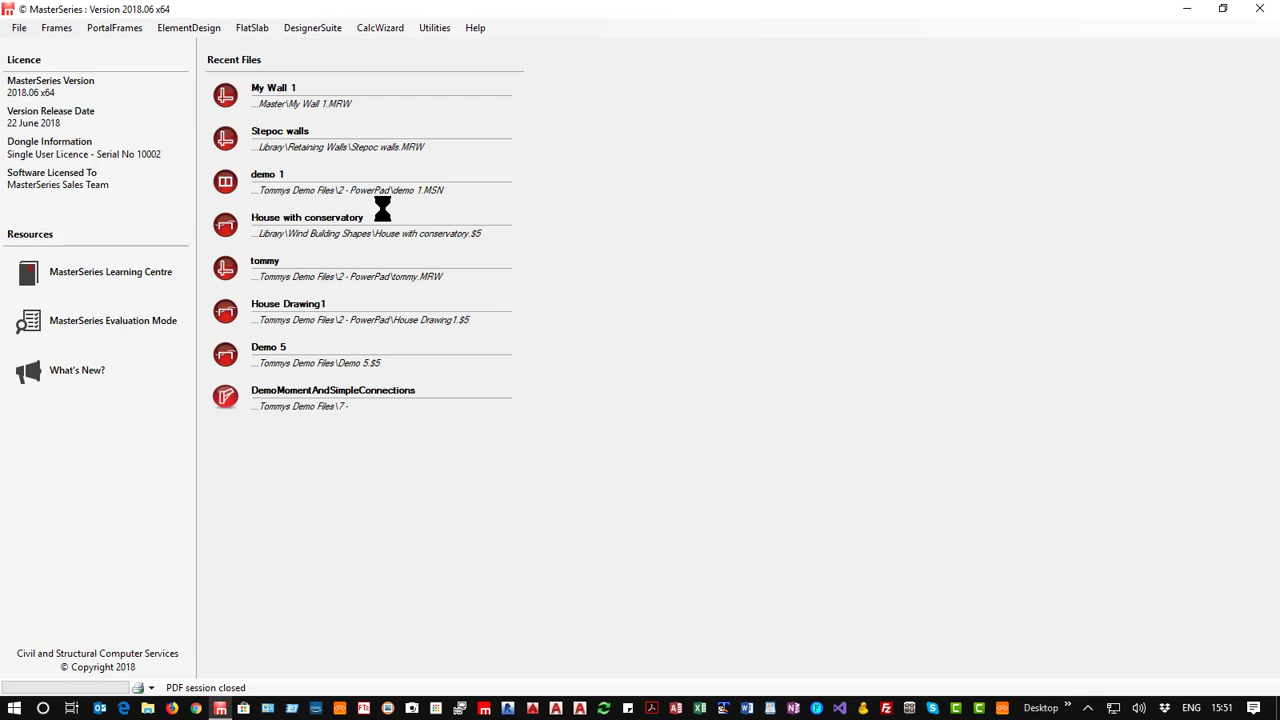 © MasterSeries : Version 2018.06 x64
File Frames PortalFrames ElementDesign FlatSlab DesignerSuite CalcWizard Utilities Help
Licence
MasterSeries Version
2018.06 x64
Version Release Date
22 June 2018
Dongle Information
Single User Licence - Serial No 10002
Software Licensed To
MasterSeries Sales Team
Resources
MasterSeries Learning Centre
MasterSeries Evaluation Mode
What's New?
Civil and Structural Computer Services
© Copyright 2018
Recent Files
My Wall 1
...Master\My Wall 1.MRW
Stepoc walls
...Library\Retaining Walls\Stepoc walls.MRW
demo 1
...Tommys Demo Files\2 - PowerPad\demo 1.MSN
House with conservatory
...Library\Wind Building Shapes\House with conservatory.$5
tommy
...Tommys Demo Files\2 - PowerPad\tommy.MRW
House Drawing1
...Tommys Demo Files\2 - PowerPad\House Drawing1.$5
Demo 5
...Tommys Demo Files\Demo 5.$5
DemoMomentAndSimpleConnections
...Tommys Demo Files\7 -
PDF session closed
Desktop ENG 15:51